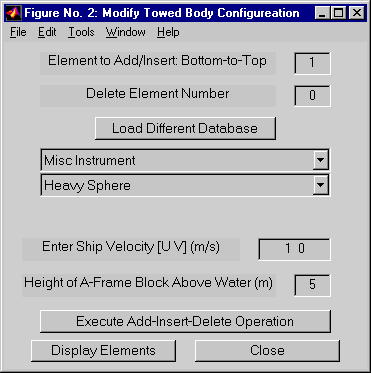 Figure No. 2: Modify Towed Body Configureation
File Edit Tools Window Help
Element to Add/Insert: Bottom-to-Top 1
Delete Element Number 0
Load Different Database
Misc Instrument
Heavy Sphere
Enter Ship Velocity [U V] (m/s) 1 0
Height of A-Frame Block Above Water (m) 5
Execute Add-Insert-Delete Operation
Display Elements Close